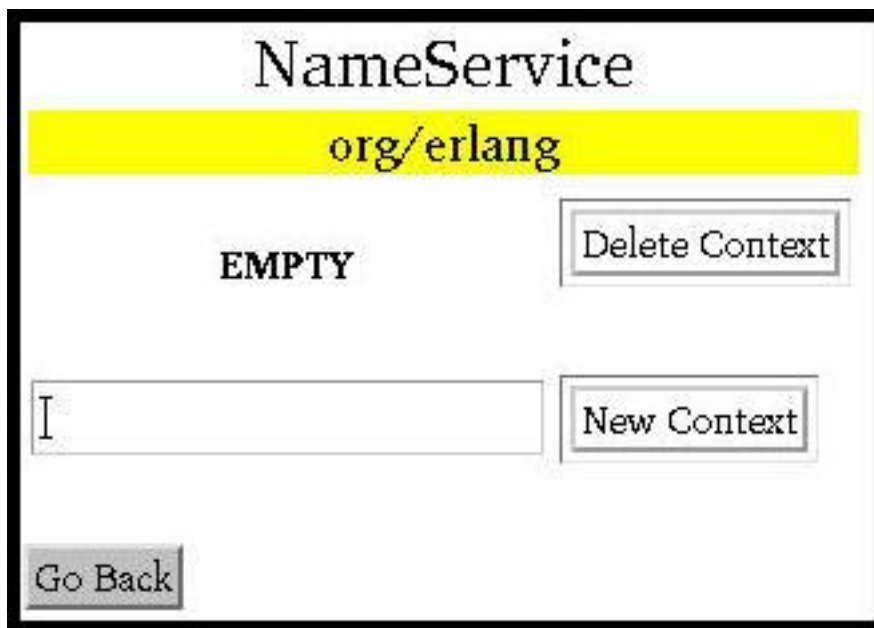 NameService
org/erlang
EMPTY
Delete Context
New Context
Go Back